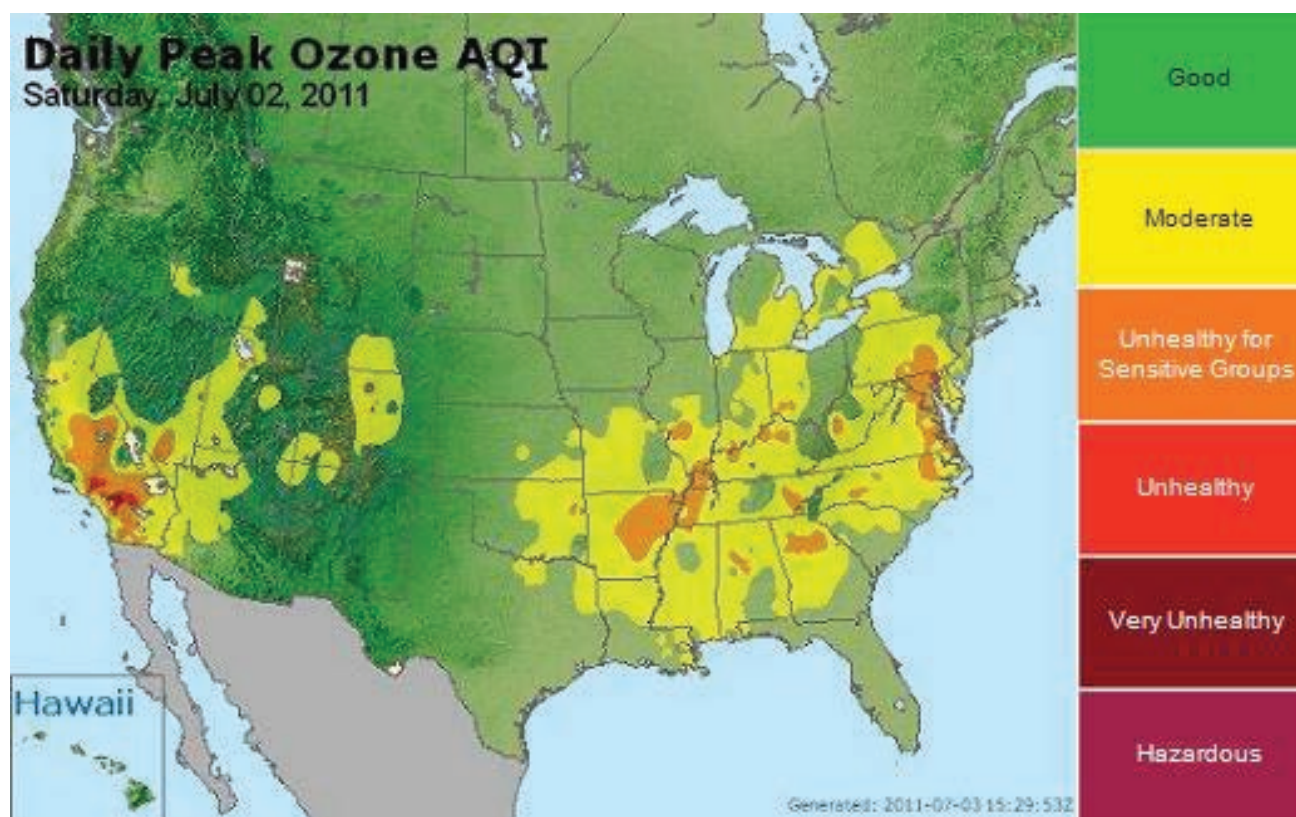 Daily Peak Ozone AQI
Saturday, July 02, 2011
Good
Moderate
Unhealthy for
Sensitive Groups
Unhealthy
Very Unhealthy
Hazardous
Hawaii
Generated: 2011-07-03 15:29:53Z